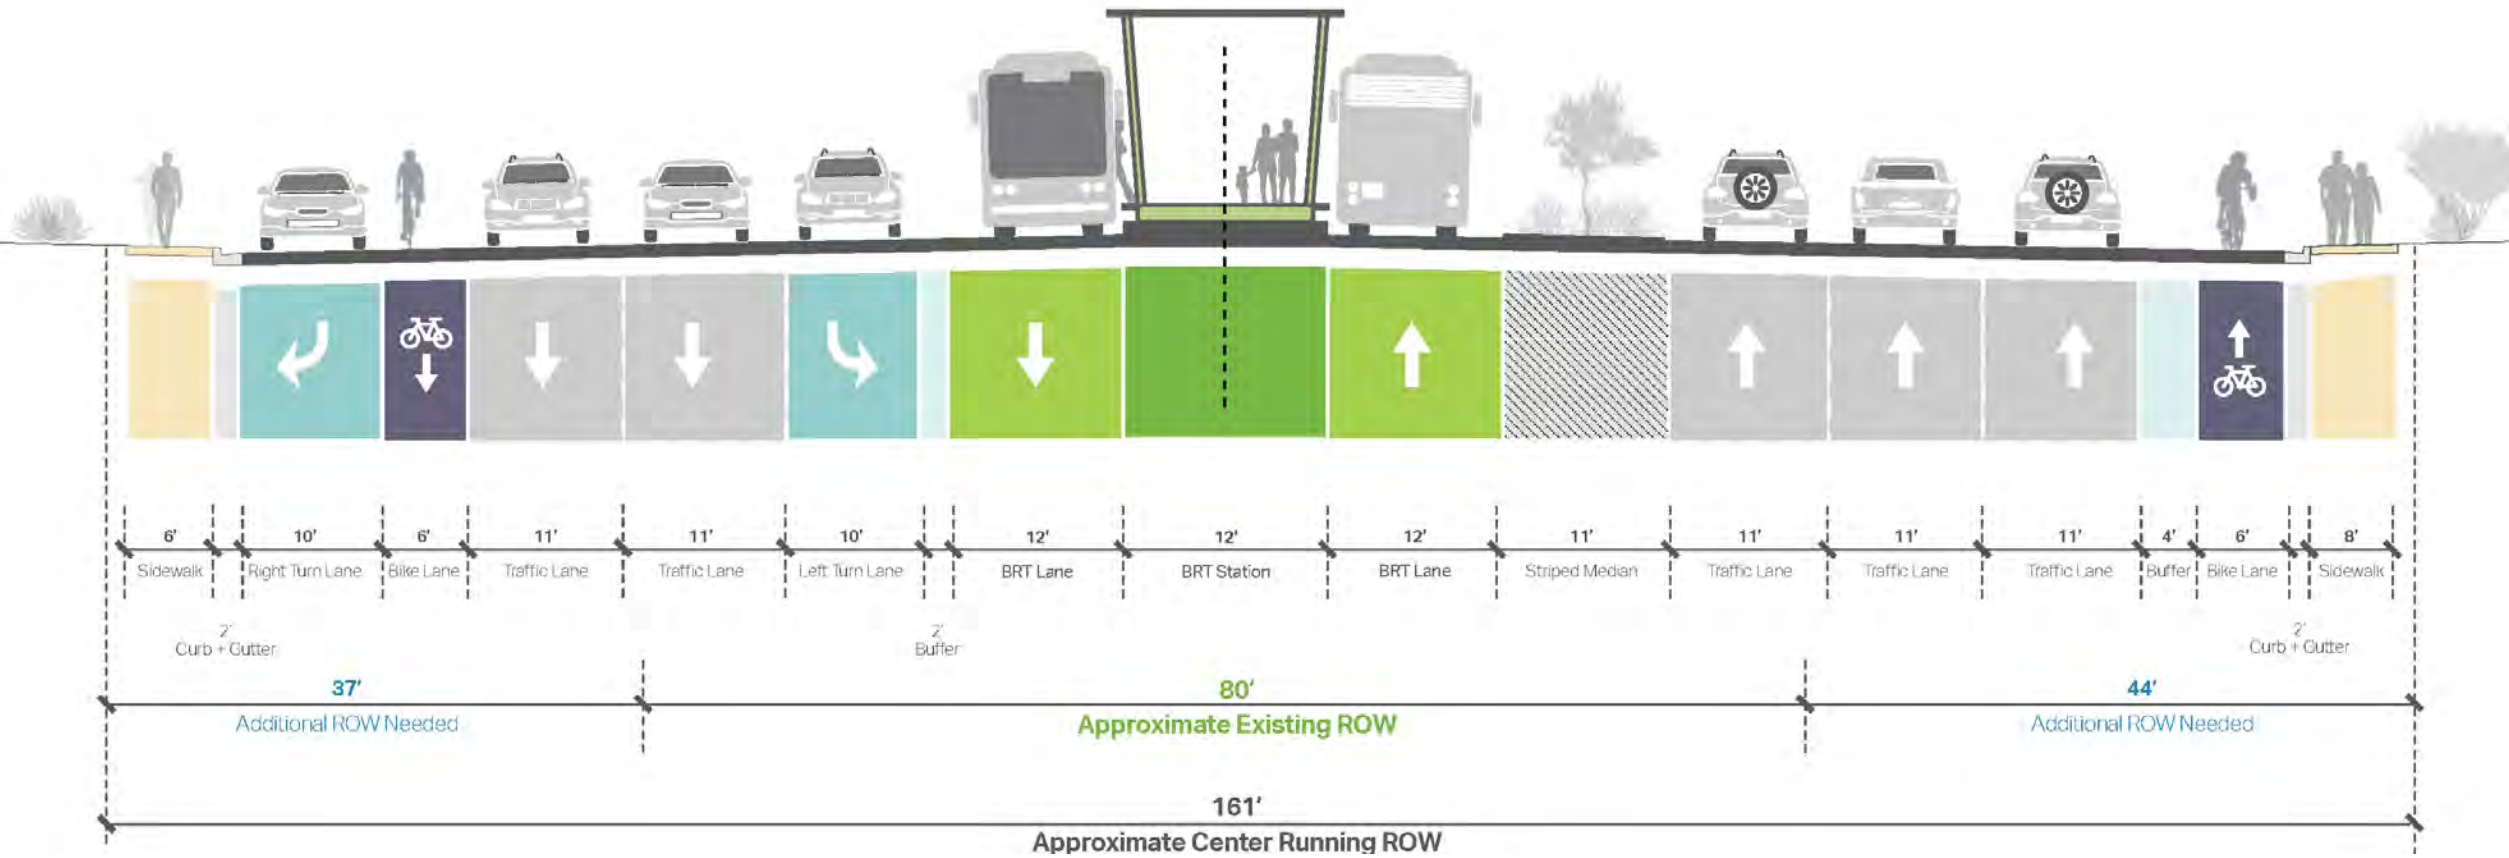 6' 10' 6' 11' 11' 10' 12' 12' 12' 11' 11' 11' 11' 4' 6' 8'
Sidewalk Right Turn Lane Bike Lane Traffic Lane Traffic Lane Left Turn Lane BRT Lane BRT Station BRT Lane Striped Median Traffic Lane Traffic Lane Traffic Lane Buffer Bike Lane Sidewalk
2' 2' 2'
Curb + Gutter Buffer Curb + Gutter
37' 80' 44'
Additional ROW Needed Approximate Existing ROW Additional ROW Needed
161'
Approximate Center Running ROW